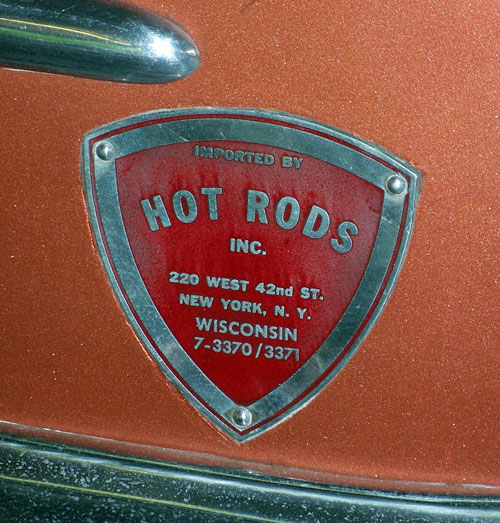 IMPORTED BY
HOT RODS
INC.
220 WEST 42nd ST.
NEW YORK, N. Y.
WISCONSIN
7-3370/3371